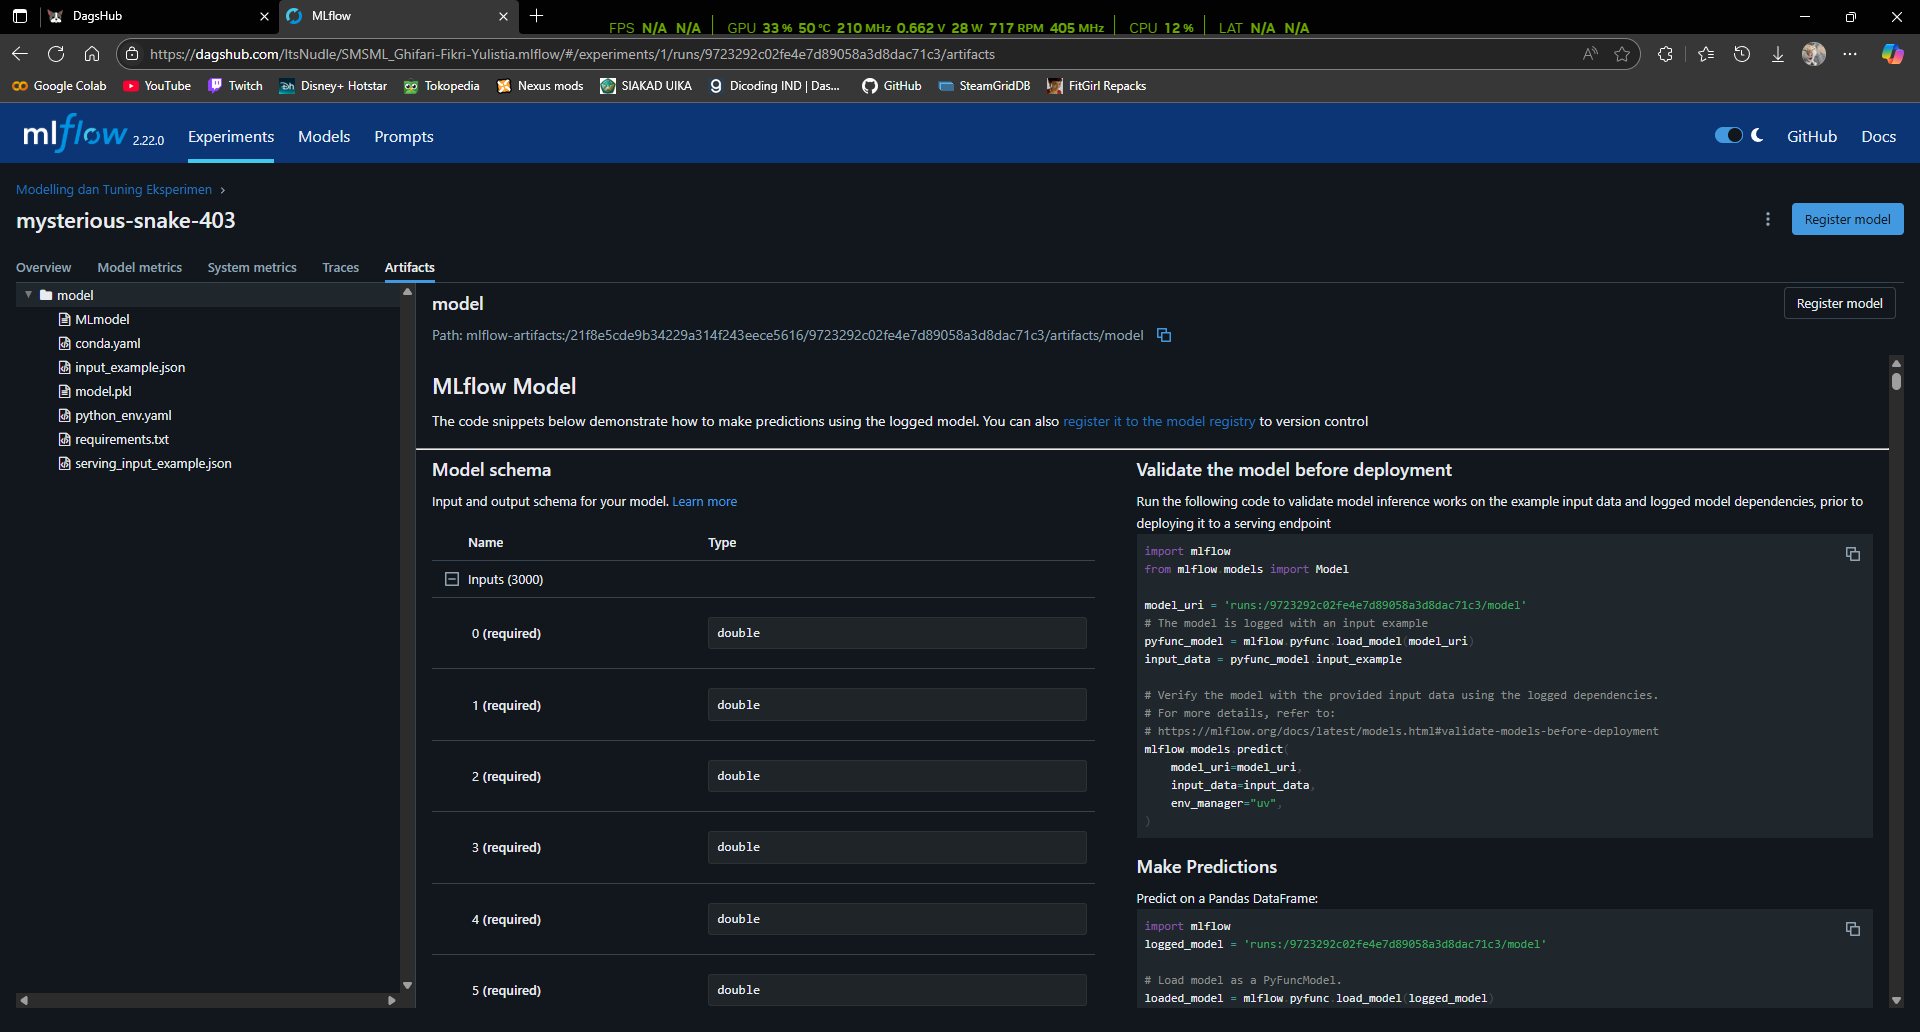 DagsHub
MLflow
FPS N/A N/A GPU 33 % 50 °C 210 MHz 0.662 V 28 W 717 RPM 405 MHz CPU 12 % LAT N/A N/A
https://dagshub.com/ItsNudle/SMSML_Ghifari-Fikri-Yulistia.mlflow/#/experiments/1/runs/9723292c02fe4e7d89058a3d8dac71c3/artifacts
Google Colab YouTube Twitch Disney+ Hotstar Tokopedia Nexus mods SIAKAD UIKA Dicoding IND | Das... GitHub SteamGridDB FitGirl Repacks
mlflow 2.22.0 Experiments Models Prompts GitHub Docs
Modelling dan Tuning Eksperimen
mysterious-snake-403
Register model
Overview Model metrics System metrics Traces Artifacts
model
MLmodel
conda.yaml
input_example.json
model.pkl
python_env.yaml
requirements.txt
serving_input_example.json
model
Register model
Path: mlflow-artifacts:/21f8e5cde9b34229a314f243eece5616/9723292c02fe4e7d89058a3d8dac71c3/artifacts/model
MLflow Model
The code snippets below demonstrate how to make predictions using the logged model. You can also register it to the model registry to version control
Model schema
Input and output schema for your model. Learn more
Name Type
Inputs (3000)
0 (required) double
1 (required) double
2 (required) double
3 (required) double
4 (required) double
5 (required) double
Validate the model before deployment
Run the following code to validate model inference works on the example input data and logged model dependencies, prior to
deploying it to a serving endpoint
import mlflow
from mlflow.models import Model
model_uri = 'runs:/9723292c02fe4e7d89058a3d8dac71c3/model'
# The model is logged with an input example
pyfunc_model = mlflow.pyfunc.load_model(model_uri)
input_data = pyfunc_model.input_example
# Verify the model with the provided input data using the logged dependencies.
# For more details, refer to:
# https://mlflow.org/docs/latest/models.html#validate-models-before-deployment
mlflow.models.predict(
model_uri=model_uri,
input_data=input_data,
env_manager="uv",
)
Make Predictions
Predict on a Pandas DataFrame:
import mlflow
logged_model = 'runs:/9723292c02fe4e7d89058a3d8dac71c3/model'
# Load model as a PyFuncModel.
loaded_model = mlflow.pyfunc.load_model(logged_model)